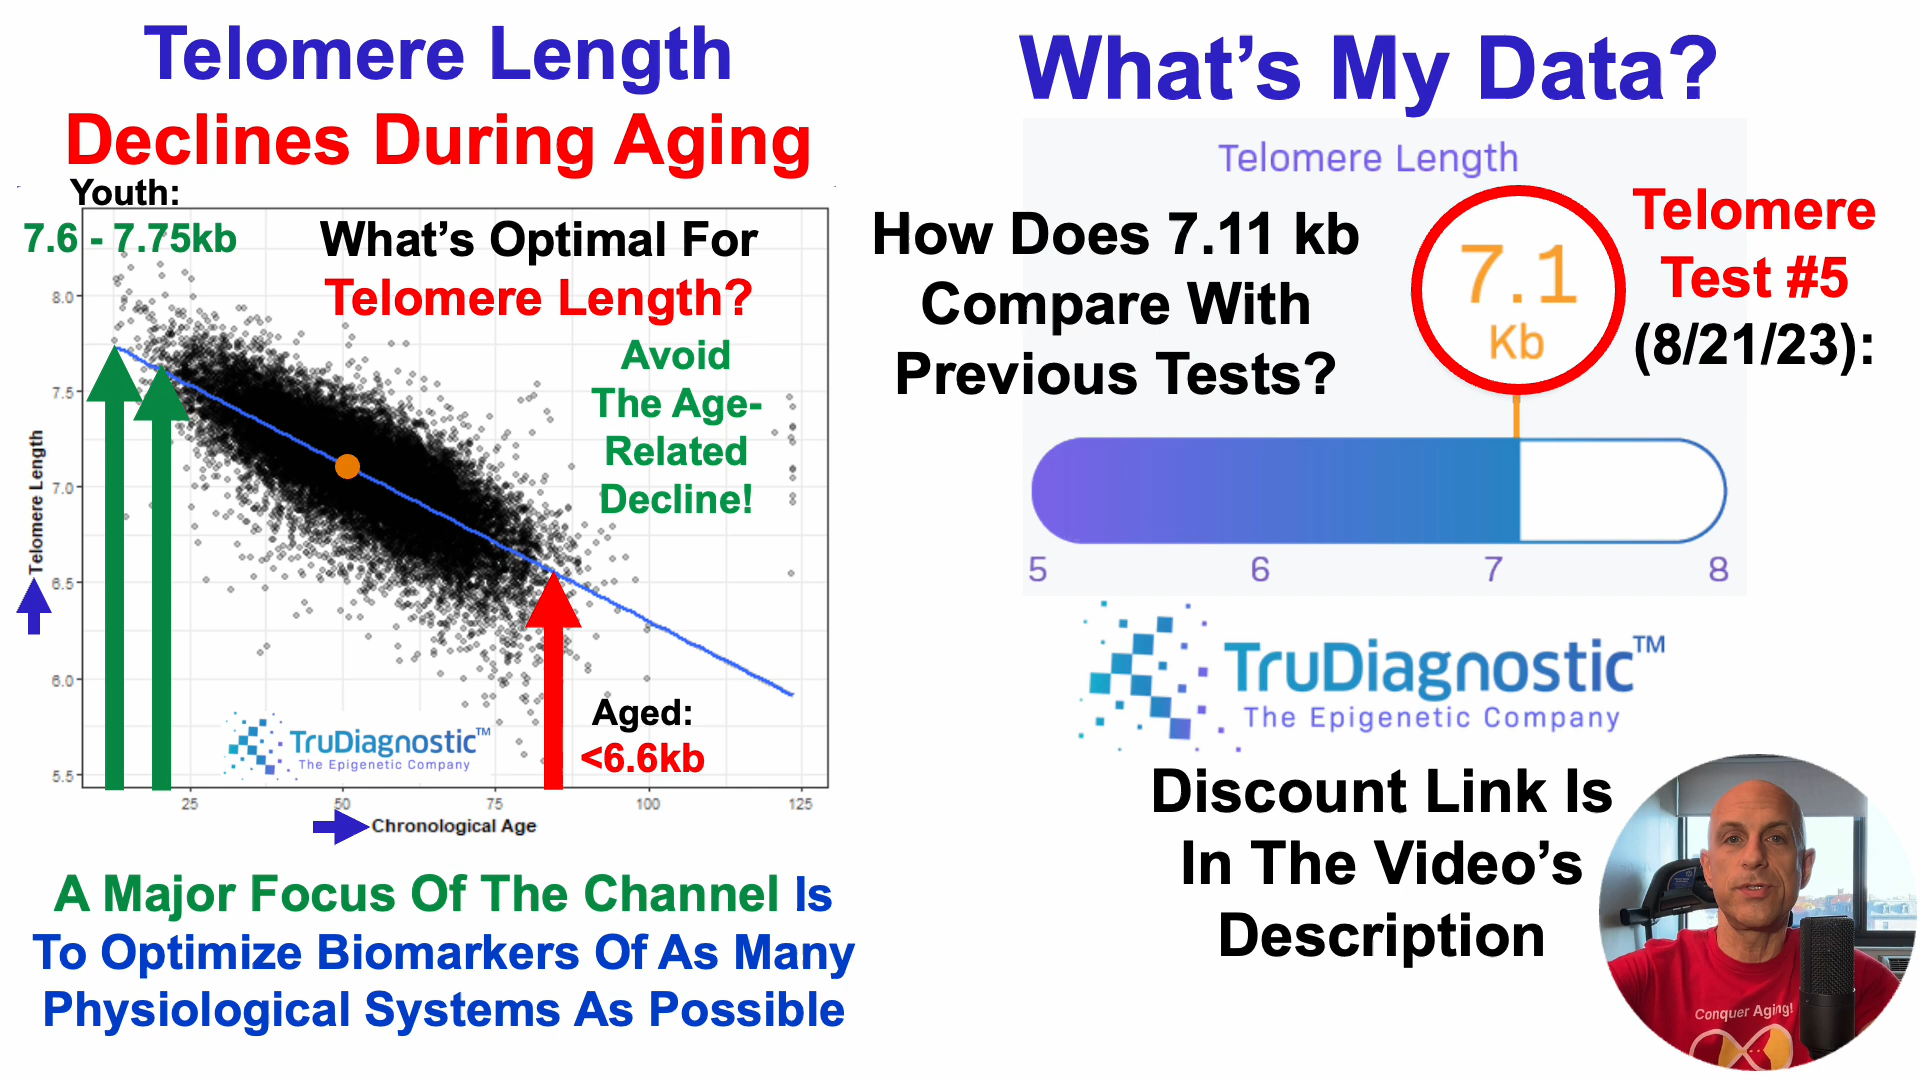 Telomere Length
Declines During Aging
Youth:
7.6 - 7.75kb
What's Optimal For
Telomere Length?
Avoid
The Age-
Related
Decline!
8.0
7.5
7.0
6.5
6.0
5.5
Telomere Length
Aged:
<6.6kb
TruDiagnostic™
The Epigenetic Company
25
50
75
100
125
Chronological Age
A Major Focus Of The Channel Is
To Optimize Biomarkers Of As Many
Physiological Systems As Possible
What's My Data?
Telomere Length
How Does 7.11 kb
Compare With
Previous Tests?
7.1
Kb
Telomere
Test #5
(8/21/23):
5
6
7
8
TruDiagnostic™
The Epigenetic Company
Discount Link Is
In The Video's
Description
Conquer Aging!